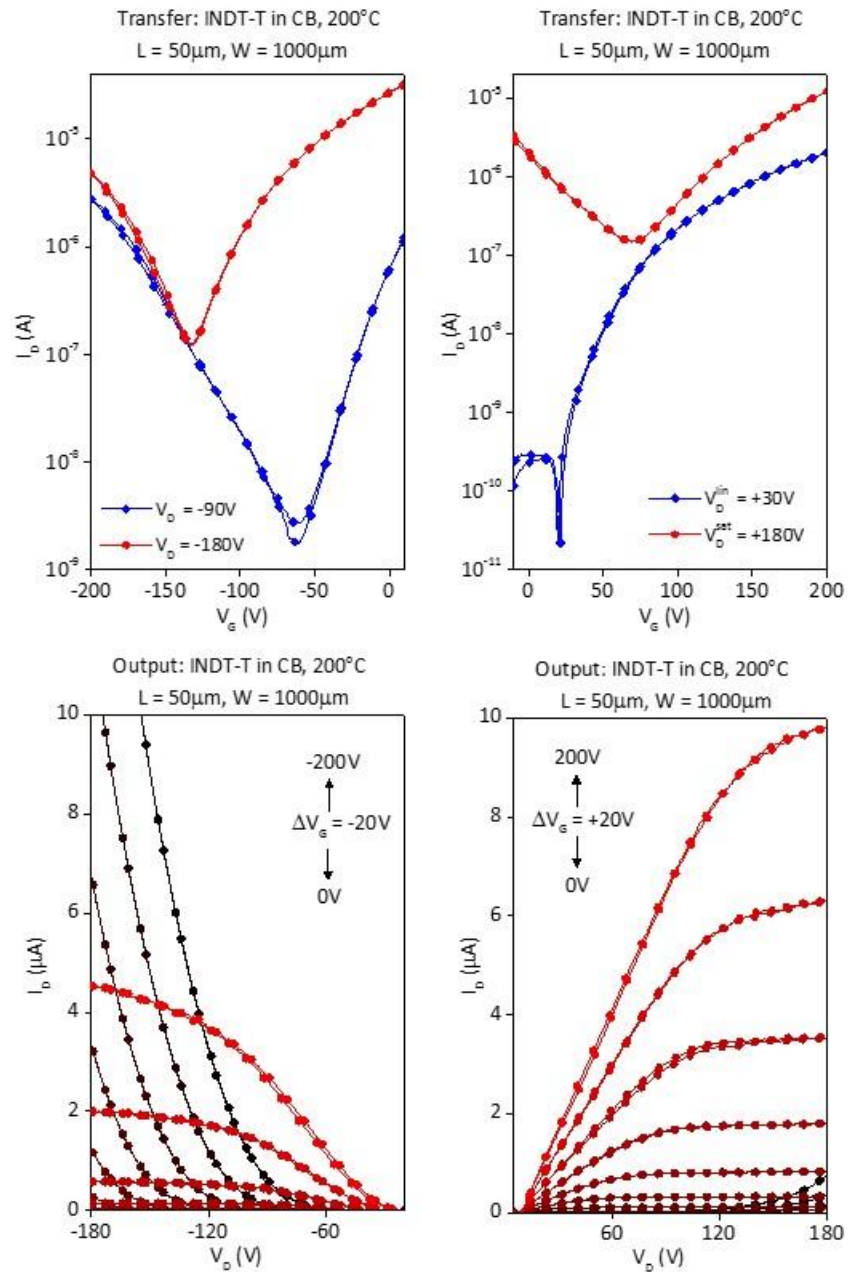 Transfer: INDT-T in CB, 200°C
L = 50μm, W = 1000μm
10⁻⁵
10⁻⁶
10⁻⁷
10⁻⁸
10⁻⁹
I_D (A)
V_D = -90V
V_D = -180V
-200 -150 -100 -50 0
V_G (V)
Transfer: INDT-T in CB, 200°C
L = 50μm, W = 1000μm
10⁻⁵
10⁻⁶
10⁻⁷
10⁻⁸
10⁻⁹
10⁻¹⁰
10⁻¹¹
I_D (A)
V_D^lin = +30V
V_D^sat = +180V
0 50 100 150 200
V_G (V)
Output: INDT-T in CB, 200°C
L = 50μm, W = 1000μm
10
8
6
4
2
0
I_D (μA)
-200V
ΔV_G = -20V
0V
-180 -120 -60
V_D (V)
Output: INDT-T in CB, 200°C
L = 50μm, W = 1000μm
10
8
6
4
2
0
I_D (μA)
200V
ΔV_G = +20V
0V
60 120 180
V_D (V)